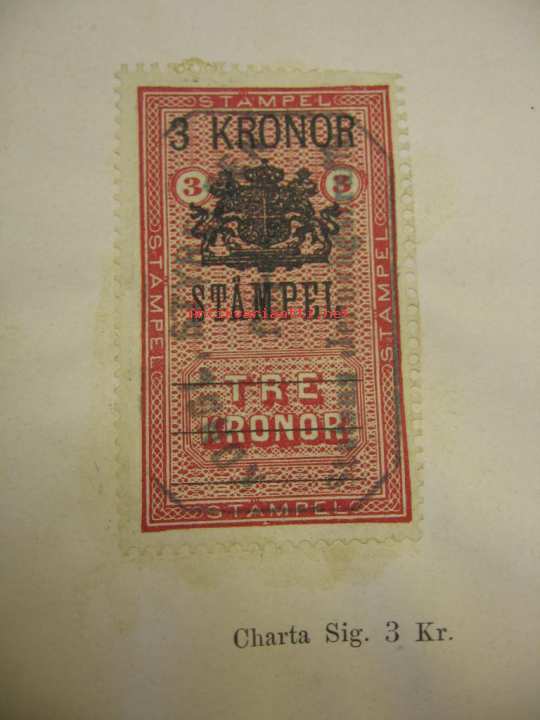 STAMPEL
3 KRONOR
3 3
STAMPEL
STÄMPEL
STAMPEL
TRE
KRONOR
STAMPEL
Charta Sig. 3 Kr.